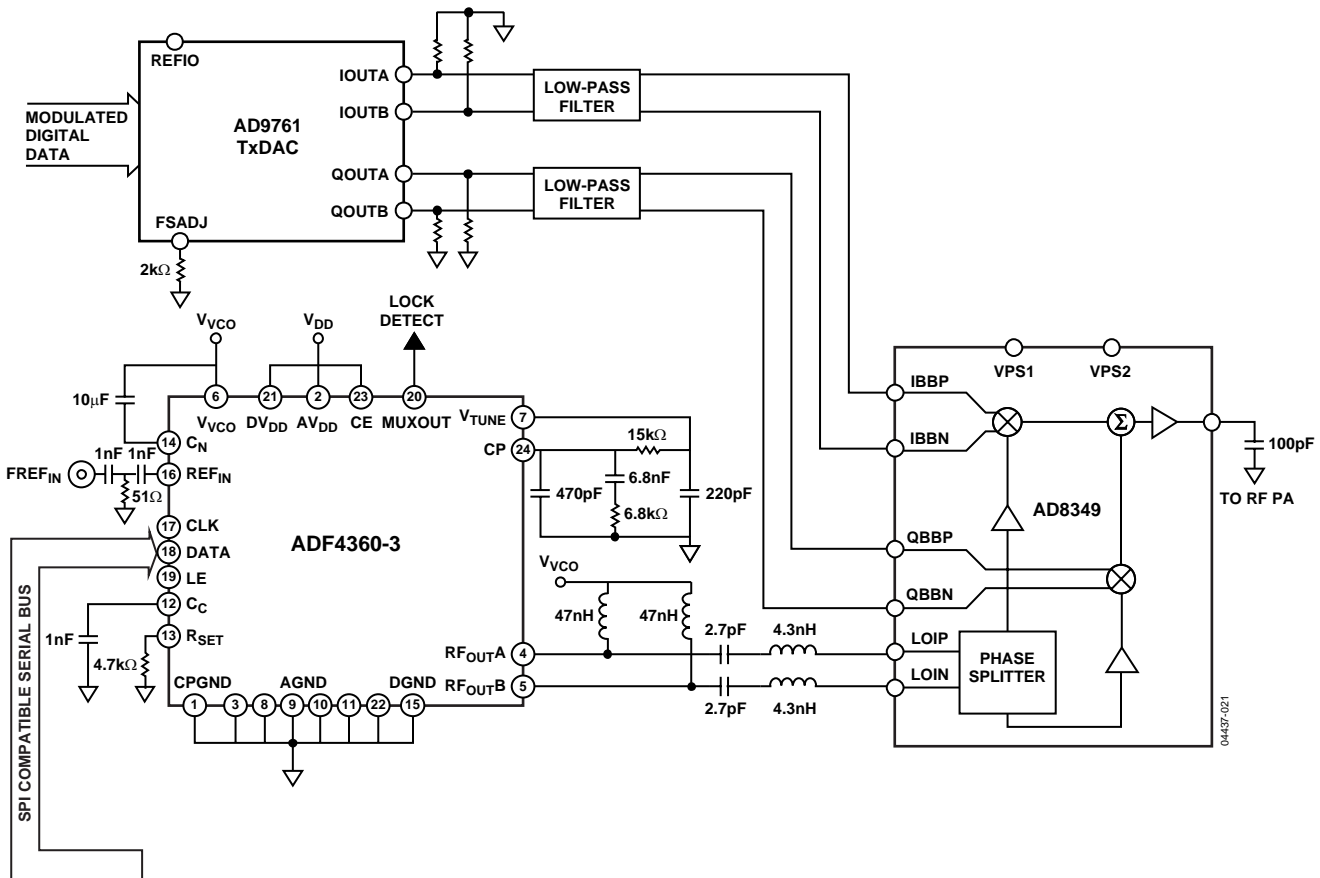 REFIO
IOUTA
IOUTB
QOUTA
QOUTB
FSADJ
AD9761
TxDAC
MODULATED
DIGITAL
DATA
LOW-PASS
FILTER
LOW-PASS
FILTER
2kΩ
LOCK
DETECT
VVCO
VDD
10µF
6
21
2
23
20
VVCO
DVDD
AVDD
CE
MUXOUT
VTUNE
7
CP
24
14
CN
1nF
1nF
FREFIN
16
REFIN
51Ω
17
CLK
18
DATA
19
LE
12
CC
1nF
13
RSET
4.7kΩ
ADF4360-3
15kΩ
6.8nF
470pF
220pF
6.8kΩ
VVCO
47nH
47nH
2.7pF
4.3nH
RFOUTA
4
RFOUTB
5
2.7pF
4.3nH
CPGND
AGND
DGND
1
3
8
9
10
11
22
15
SPI COMPATIBLE SERIAL BUS
VPS1
VPS2
IBBP
IBBN
Σ
100pF
TO RF PA
AD8349
QBBP
QBBN
LOIP
LOIN
PHASE
SPLITTER
04437-021